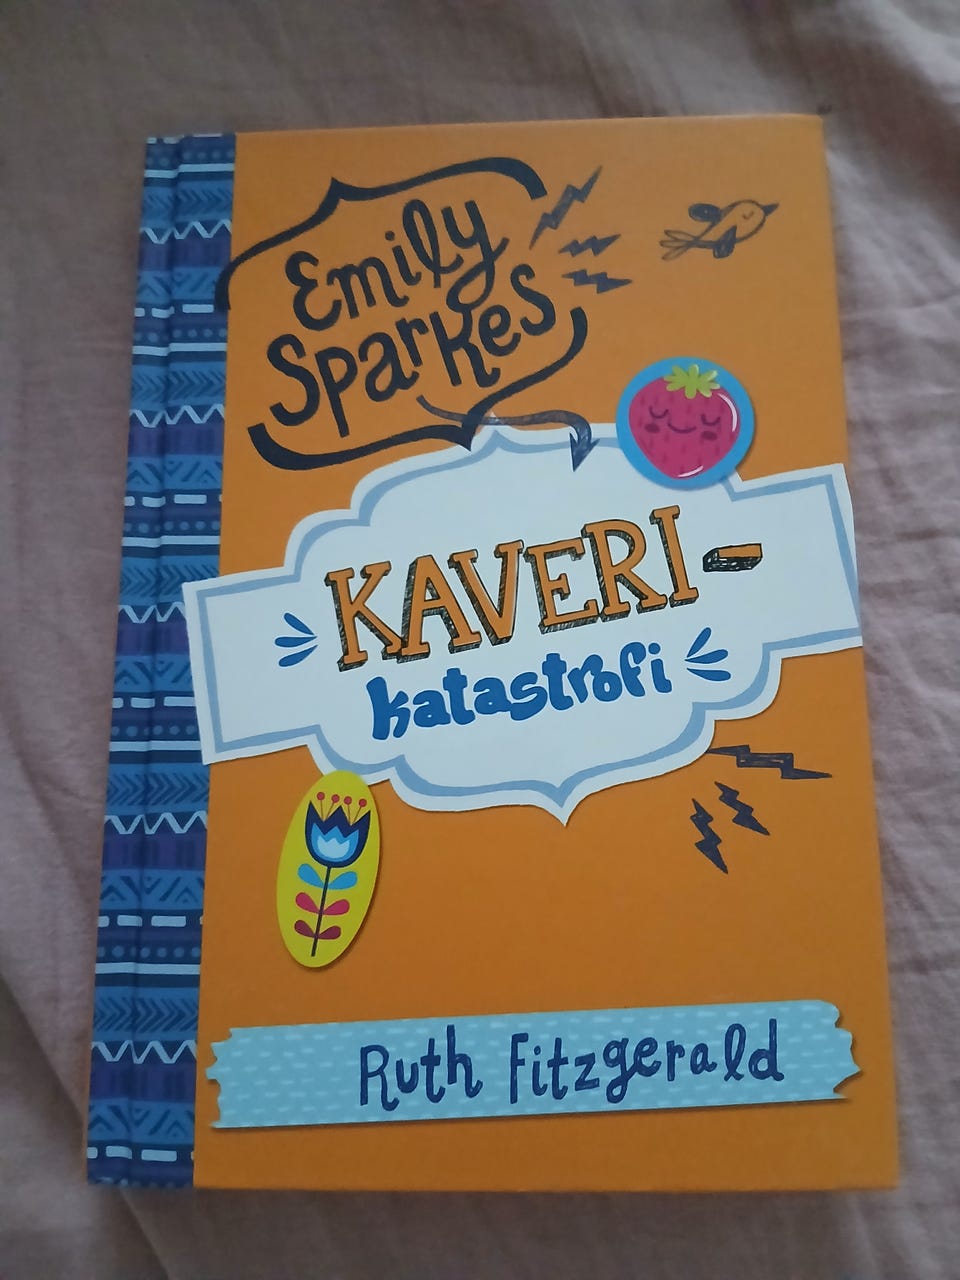 Emily
Sparkes
KAVERI-
katastrofi
Ruth Fitzgerald